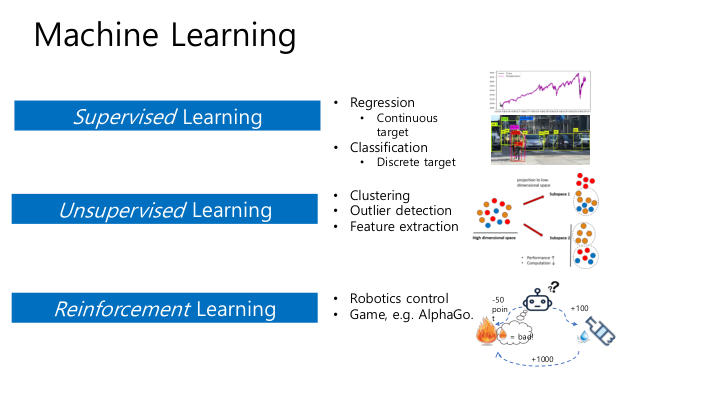 Machine Learning
Supervised Learning
• Regression
• Continuous
target
• Classification
• Discrete target
Unsupervised Learning
• Clustering
• Outlier detection
• Feature extraction
projection to low-
dimensional space
Subspace 1
High dimensional space
Subspace 2
• Performance ↑
• Computation ↓
Reinforcement Learning
• Robotics control
• Game, e.g. AlphaGo.
??
-50
poin
t
+100
= bad!
+1000